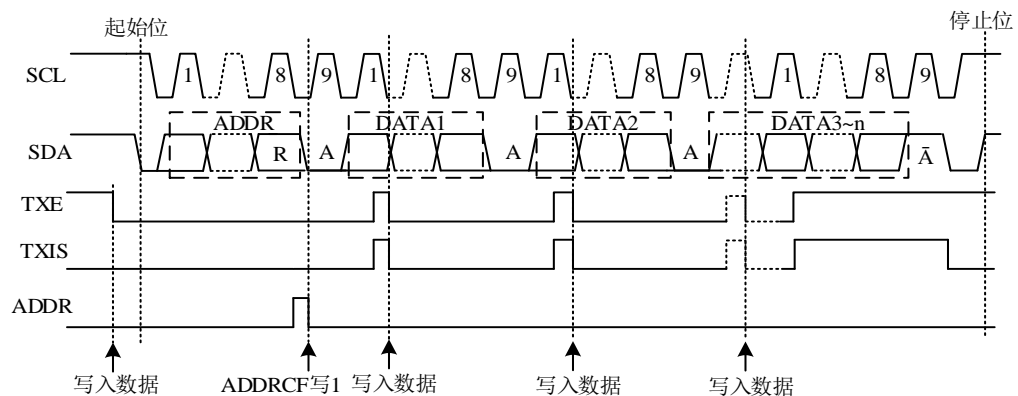 起始位 停止位
SCL 1 8 9 1 8 9 1 8 9 1 8 9
ADDR DATA1 DATA2 DATA3~n
SDA R A A A Ā
TXE
TXIS
ADDR
写入数据 ADDRCF写1 写入数据 写入数据 写入数据